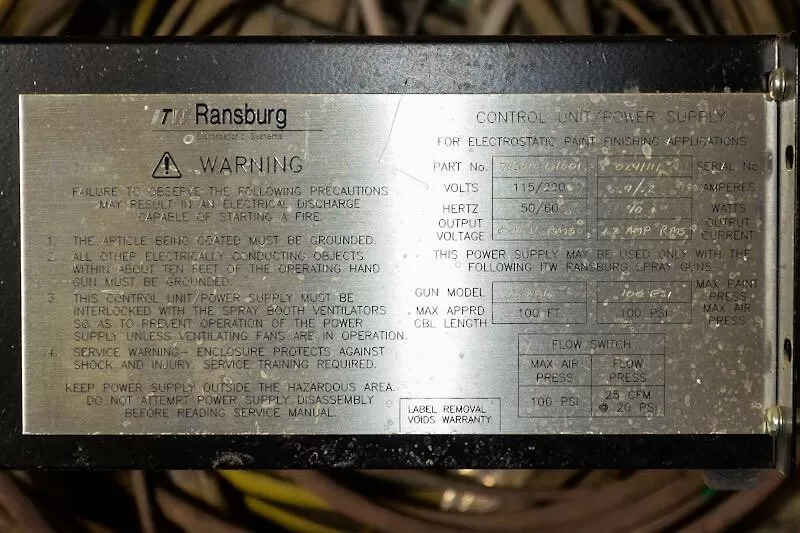 ITW Ransburg
Electrostatic Systems
WARNING
FAILURE TO OBSERVE THE FOLLOWING PRECAUTIONS
MAY RESULT IN AN ELECTRICAL DISCHARGE
CAPABLE OF STARTING A FIRE.
1. THE ARTICLE BEING COATED MUST BE GROUNDED.
2. ALL OTHER ELECTRICALLY CONDUCTING OBJECTS
WITHIN ABOUT TEN FEET OF THE OPERATING HAND
GUN MUST BE GROUNDED.
3. THIS CONTROL UNIT/POWER SUPPLY MUST BE
INTERLOCKED WITH THE SPRAY BOOTH VENTILATORS
SO AS TO PREVENT OPERATION OF THE POWER
SUPPLY UNLESS VENTILATING FANS ARE IN OPERATION.
4. SERVICE WARNING- ENCLOSURE PROTECTS AGAINST
SHOCK AND INJURY. SERVICE TRAINING REQUIRED.
KEEP POWER SUPPLY OUTSIDE THE HAZARDOUS AREA.
DO NOT ATTEMPT POWER SUPPLY DISASSEMBLY
BEFORE READING SERVICE MANUAL.
LABEL REMOVAL
VOIDS WARRANTY
CONTROL UNIT/POWER SUPPLY
FOR ELECTROSTATIC PAINT FINISHING APPLICATIONS
PART No. SERIAL No.
VOLTS 115/220 AMPERES
HERTZ 50/60 40 WATTS
OUTPUT VOLTAGE AMP RMS OUTPUT CURRENT
THIS POWER SUPPLY MAY BE USED ONLY WITH THE
FOLLOWING ITW RANSBURG SPRAY GUNS
GUN MODEL 100 PSI MAX PAINT PRESS
MAX APPRD CBL LENGTH 100 FT 100 PSI MAX AIR PRESS
FLOW SWITCH
MAX AIR PRESS FLOW PRESS
100 PSI 25 CFM @ 20 PSI